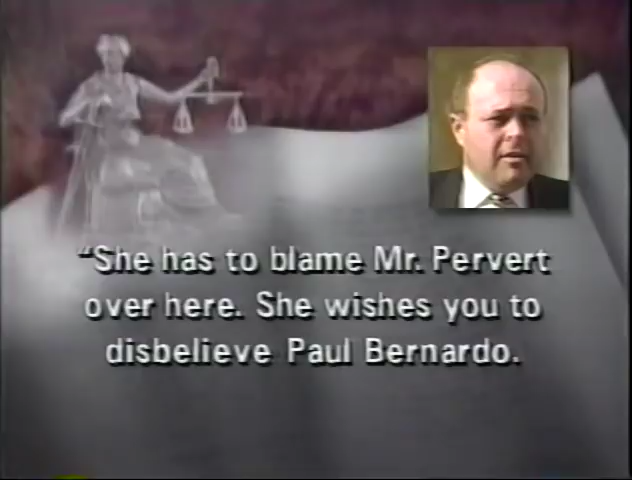 “She has to blame Mr. Pervert
over here. She wishes you to
disbelieve Paul Bernardo.